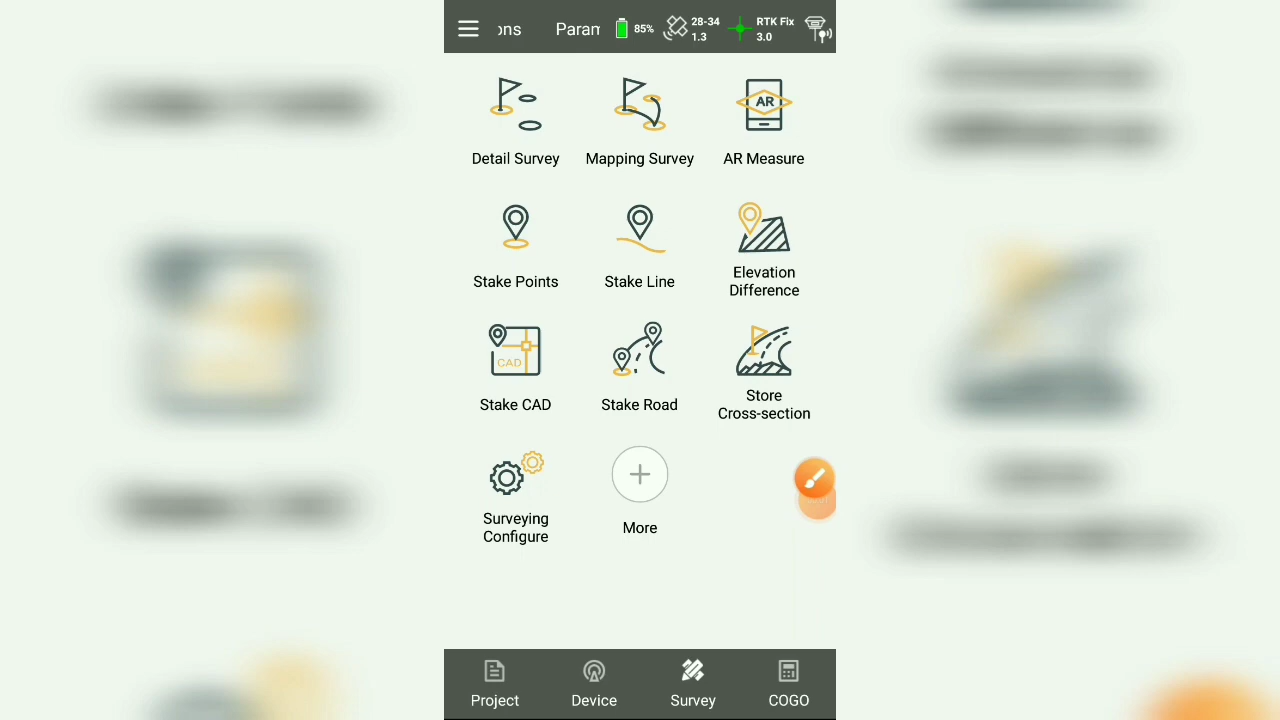 ons Param 85% 28-34 RTK Fix
1.3 3.0
AR
Detail Survey Mapping Survey AR Measure
Stake Points Stake Line Elevation
Difference
CAD
Stake CAD Stake Road Store
Cross-section
Surveying
Configure
More
Project Device Survey COGO